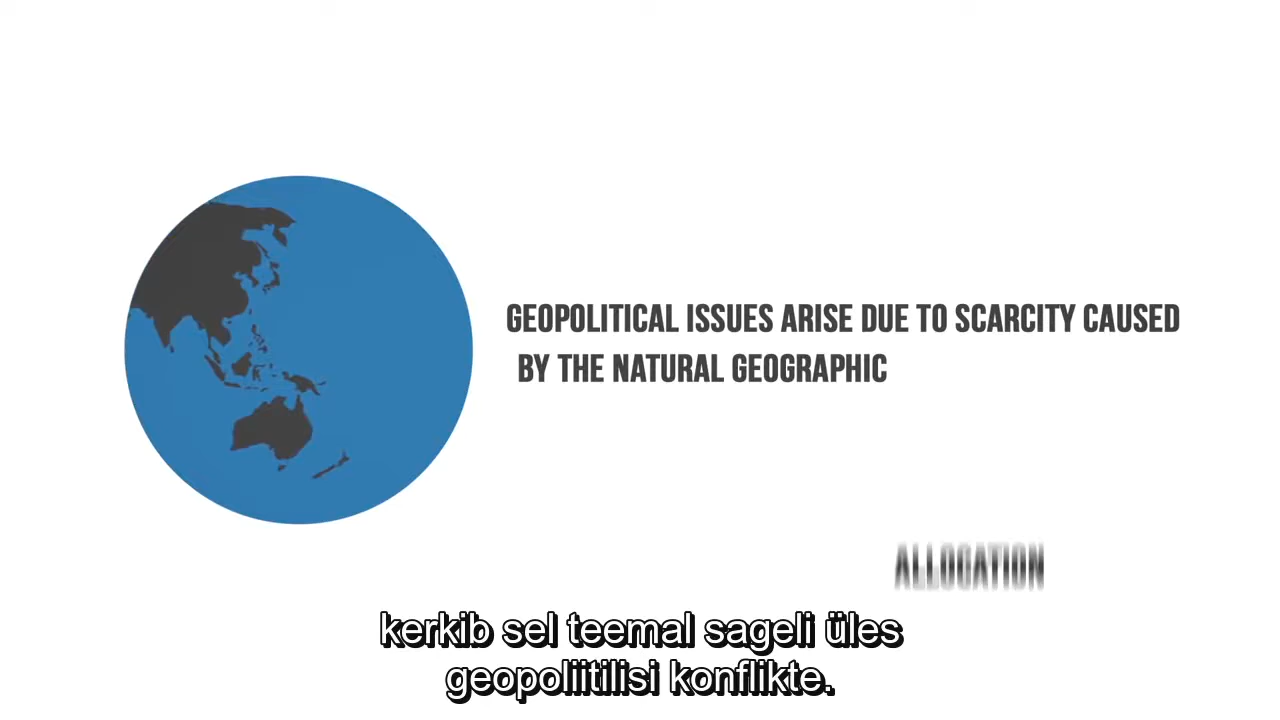 GEOPOLITICAL ISSUES ARISE DUE TO SCARCITY CAUSED
BY THE NATURAL GEOGRAPHIC
ALLOCATION
kerkib sel teemal sageli üles
geopoliitilisi konflikte.